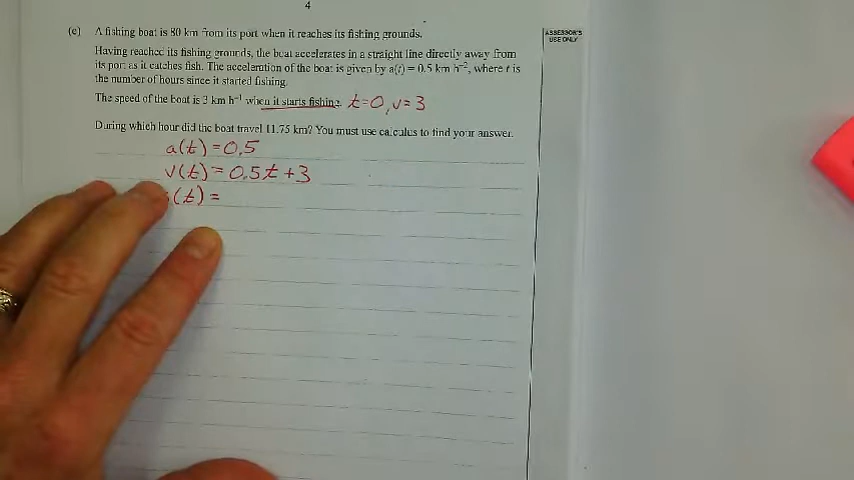 4
(c) A fishing boat is 80 km from its port when it reaches its fishing grounds.
ASSESSOR'S
USE ONLY
Having reached its fishing grounds, the boat accelerates in a straight line directly away from
its port as it catches fish. The acceleration of the boat is given by a(t) = 0.5 km h⁻², where t is
the number of hours since it started fishing.
The speed of the boat is 3 km h⁻¹ when it starts fishing. t=0, v=3
During which hour did the boat travel 11.75 km? You must use calculus to find your answer.
a(t) = 0.5
v(t) = 0.5t + 3
(t) =